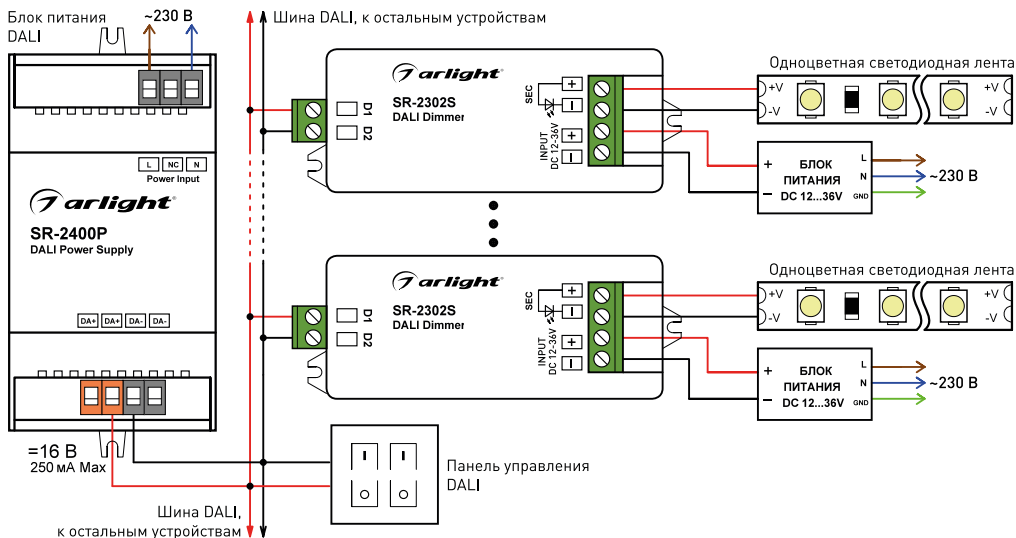 Блок питания
DALI
~230 В
Шина DALI, к остальным устройствам
L NC N
Power Input
arlight
SR-2400P
DALI Power Supply
DA+ DA+ DA- DA-
=16 В
250 мА Max
Шина DALI,
к остальным устройствам
arlight
SR-2302S
DALI Dimmer
D1
D2
SEC
+
–
INPUT
DC 12-36V
+
–
Одноцветная светодиодная лента
+V
-V
+V
-V
+
–
БЛОК
ПИТАНИЯ
DC 12...36V
L
N
GND
~230 В
arlight
SR-2302S
DALI Dimmer
D1
D2
SEC
+
–
INPUT
DC 12-36V
+
–
Одноцветная светодиодная лента
+V
-V
+V
-V
+
–
БЛОК
ПИТАНИЯ
DC 12...36V
L
N
GND
~230 В
I I
O O
Панель управления
DALI